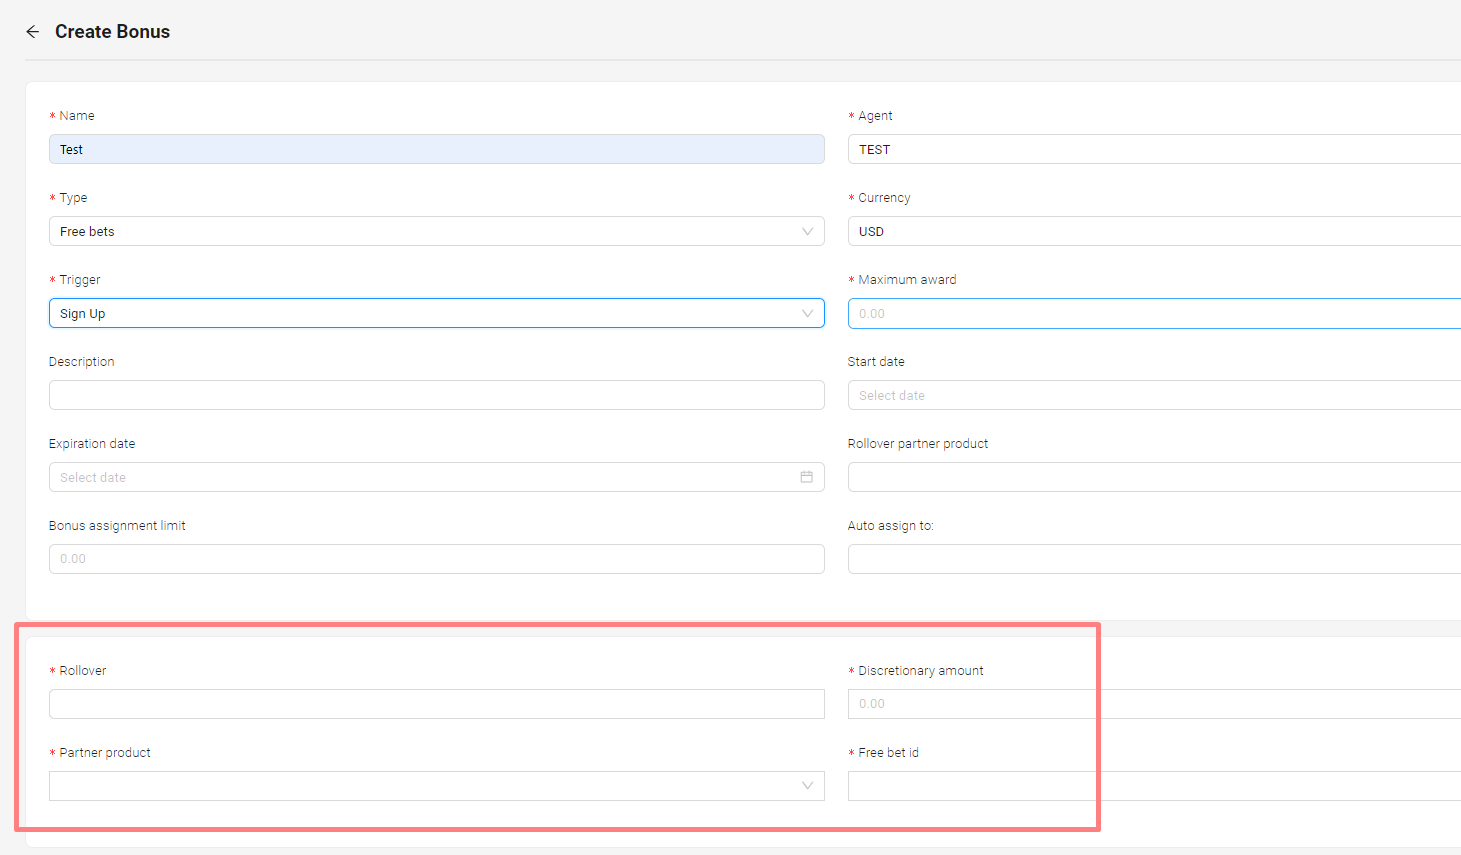 Create Bonus
* Name
* Agent
Test
TEST
* Type
* Currency
Free bets
USD
* Trigger
* Maximum award
Sign Up
0.00
Description
Start date
Select date
Expiration date
Rollover partner product
Select date
Bonus assignment limit
Auto assign to:
0.00
* Rollover
* Discretionary amount
0.00
* Partner product
* Free bet id